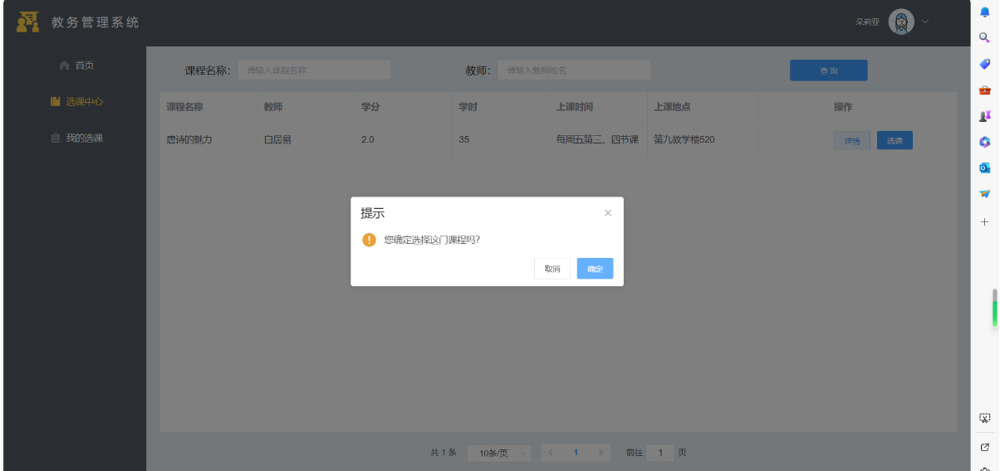 教务管理系统
朵莉亚
首页
选课中心
我的选课
课程名称： 请输入课程名称 教师： 请输入教师姓名 查 询
课程名称 教师 学分 学时 上课时间 上课地点 操作
唐诗的魅力 白居易 2.0 35 每周五第三、四节课 第九教学楼520 详情 选课
提示
您确定选择这门课程吗?
取消 确定
共 1 条 10条/页 1 前往 1 页